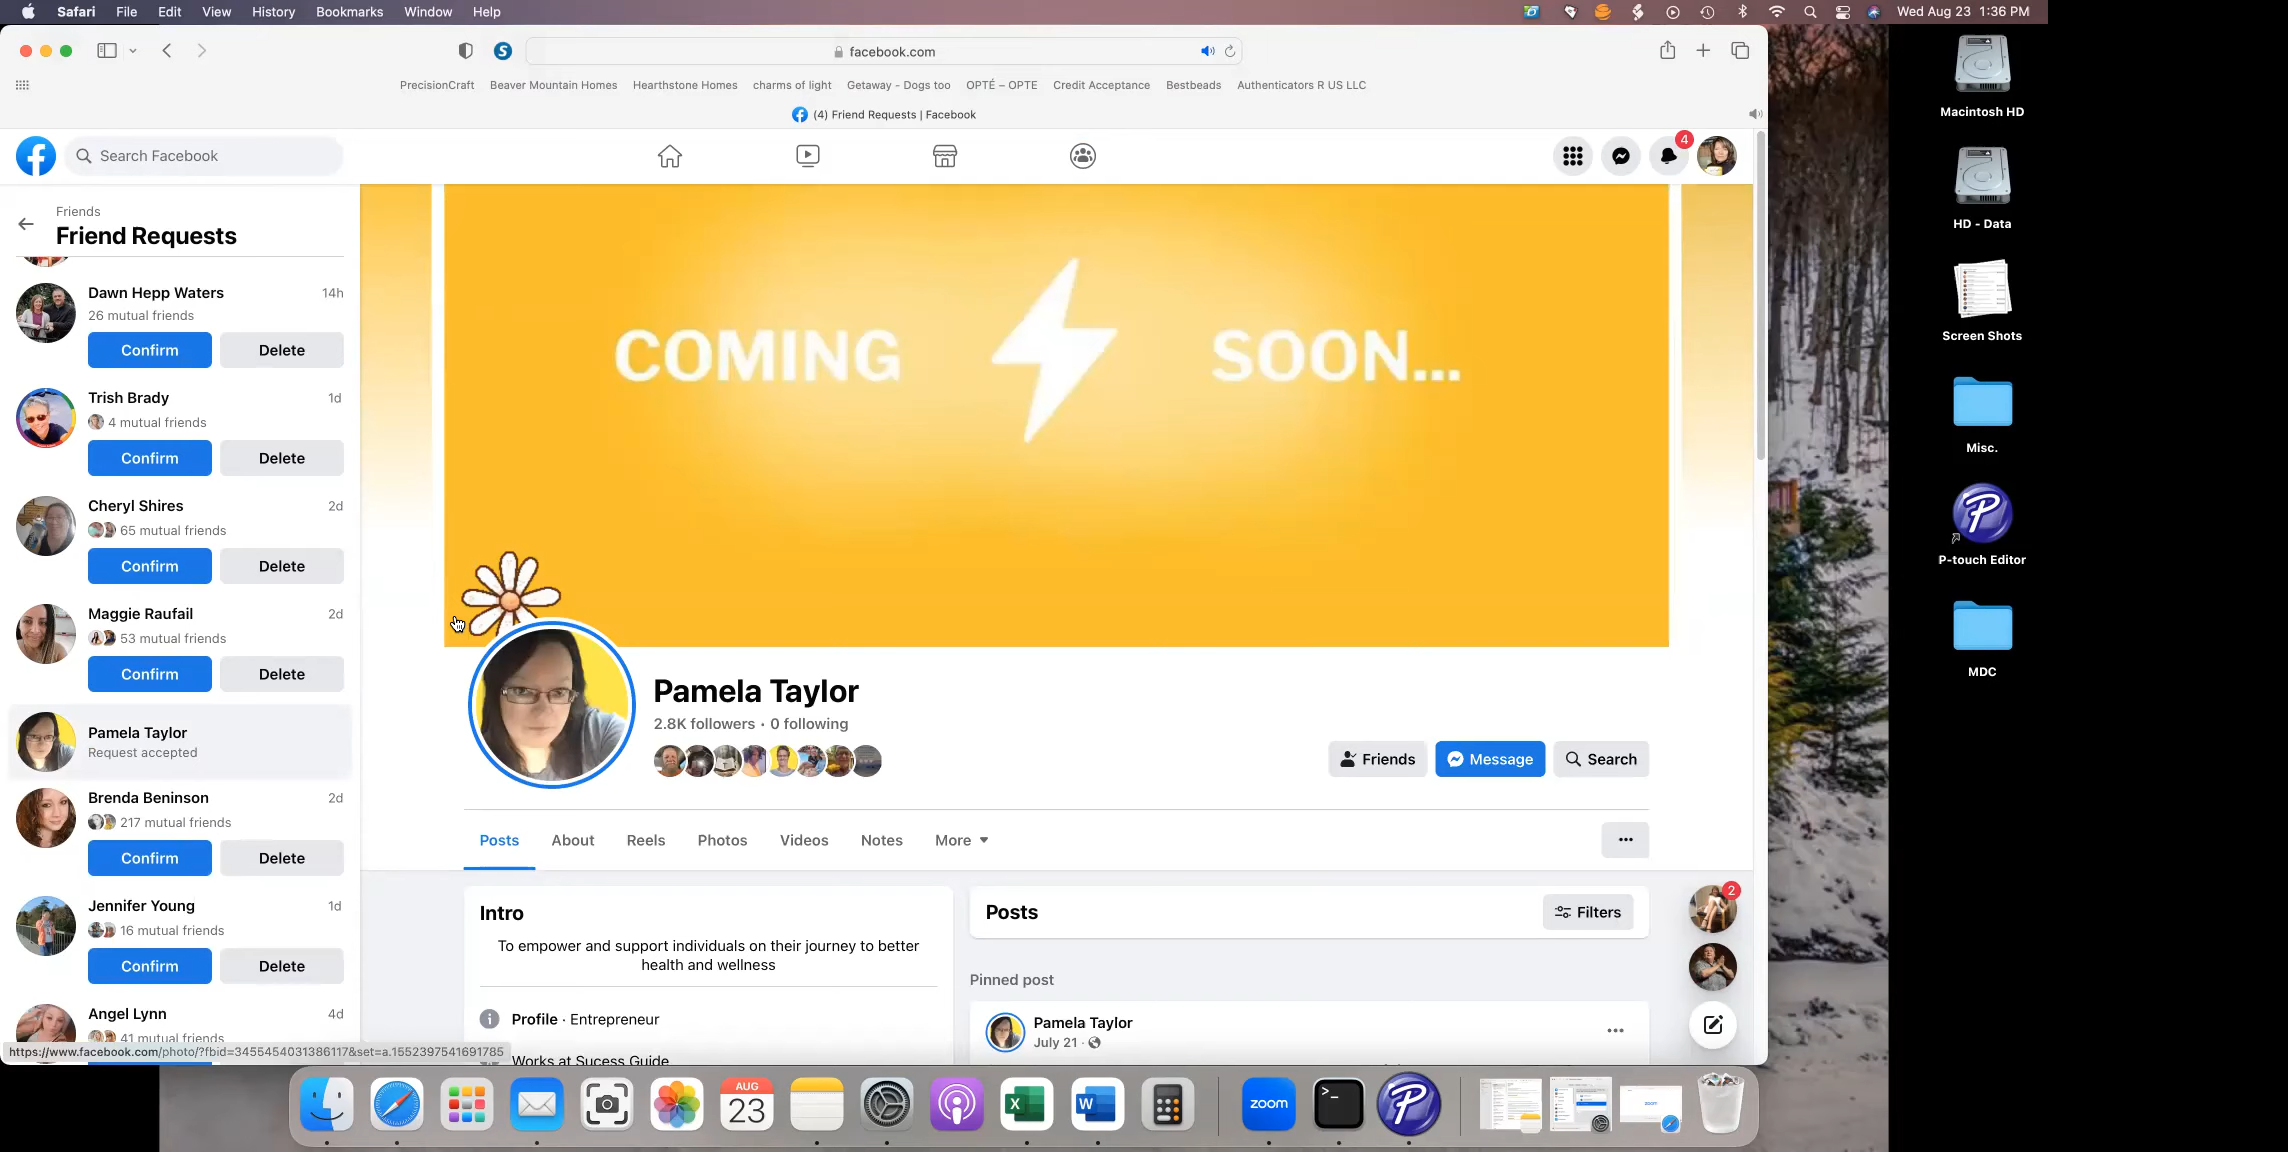 Safari File Edit View History Bookmarks Window Help
Wed Aug 23 1:36 PM
facebook.com
PrecisionCraft Beaver Mountain Homes Hearthstone Homes charms of light Getaway - Dogs too OPTÉ – OPTE Credit Acceptance Bestbeads Authenticators R US LLC
(4) Friend Requests | Facebook
Search Facebook
4
Friends
Friend Requests
Dawn Hepp Waters 14h
26 mutual friends
Confirm Delete
Trish Brady 1d
4 mutual friends
Confirm Delete
Cheryl Shires 2d
65 mutual friends
Confirm Delete
Maggie Raufail 2d
53 mutual friends
Confirm Delete
Pamela Taylor
Request accepted
Brenda Beninson 2d
217 mutual friends
Confirm Delete
Jennifer Young 1d
16 mutual friends
Confirm Delete
Angel Lynn 4d
41 mutual friends
https://www.facebook.com/photo/?fbid=3455454031386117&set=a.1552397541691785
COMING SOON...
Pamela Taylor
2.8K followers · 0 following
Friends Message Search
Posts About Reels Photos Videos Notes More
Intro
To empower and support individuals on their journey to better
health and wellness
Profile · Entrepreneur
Works at Sucess Guide
Posts
Filters
Pinned post
Pamela Taylor
July 21 ·
2
Macintosh HD
HD - Data
Screen Shots
Misc.
P-touch Editor
MDC
AUG
23
zoom